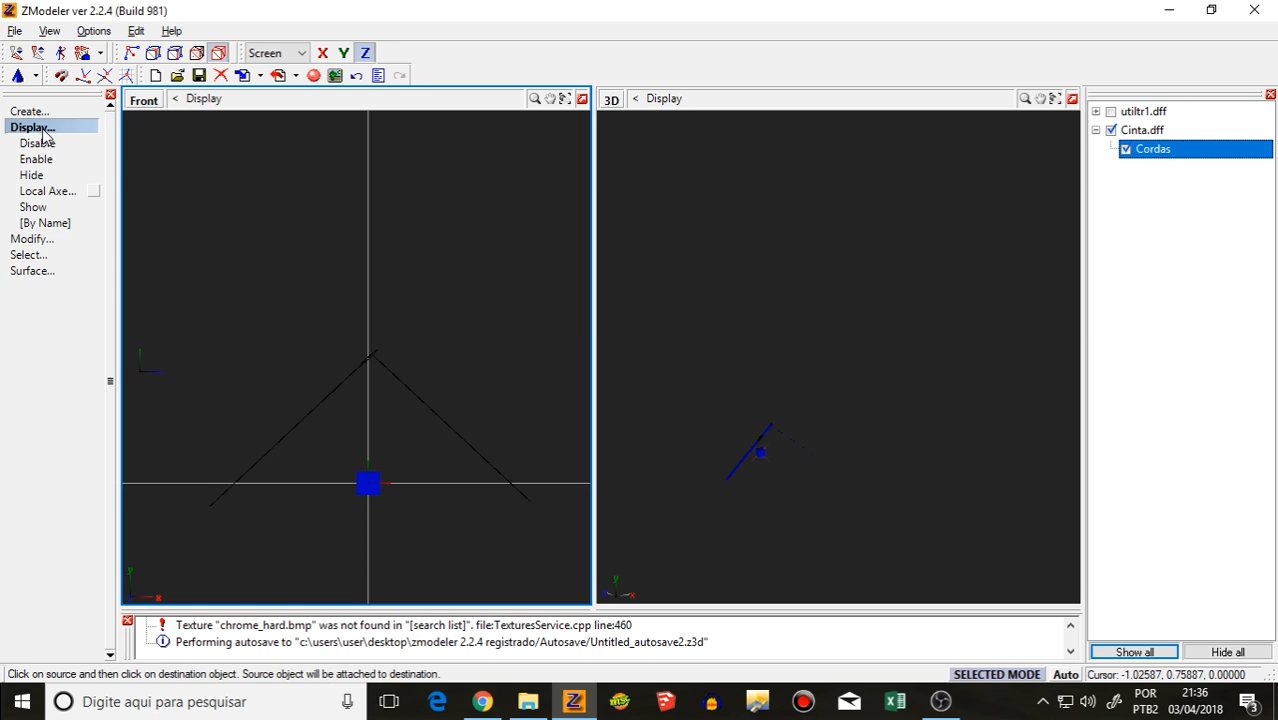 ZModeler ver 2.2.4 (Build 981)
File View Options Edit Help
Screen X Y Z
Create...
Display...
Disable
Enable
Hide
Local Axe...
Show
[By Name]
Modify...
Select...
Surface...
Front < Display
3D < Display
utiltr1.dff
Cinta.dff
Cordas
Texture "chrome_hard.bmp" was not found in "[search list]". file:TexturesService.cpp line:460
Performing autosave to "c:\users\user\desktop\zmodeler 2.2.4 registrado/Autosave/Untitled_autosave2.z3d"
Show all Hide all
Click on source and then click on destination object. Source object will be attached to destination.
SELECTED MODE Auto Cursor: -1.02587, 0.75887, 0.00000
Digite aqui para pesquisar
POR
PTB2
21:36
03/04/2018
3